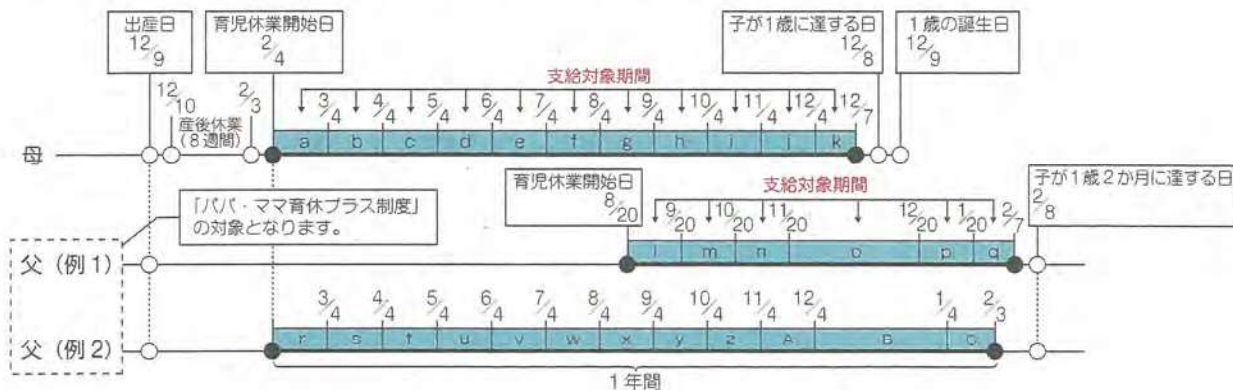 出産日
12/9
育児休業開始日
2/4
子が1歳に達する日
12/8
1歳の誕生日
12/9
支給対象期間
12/10
2/3
産後休業
(8週間)
3/4 4/4 5/4 6/4 7/4 8/4 9/4 10/4 11/4 12/4 12/7
母
a b c d e f g h i j k
「パパ・ママ育休プラス制度」
の対象となります。
育児休業開始日
8/20
支給対象期間
子が1歳2か月に達する日
2/8
9/20 10/20 11/20 12/20 1/20 2/7
父(例1)
l m n o p q
3/4 4/4 5/4 6/4 7/4 8/4 9/4 10/4 11/4 12/4 1/4 2/3
父(例2)
r s t u v w x y z A B C
1年間